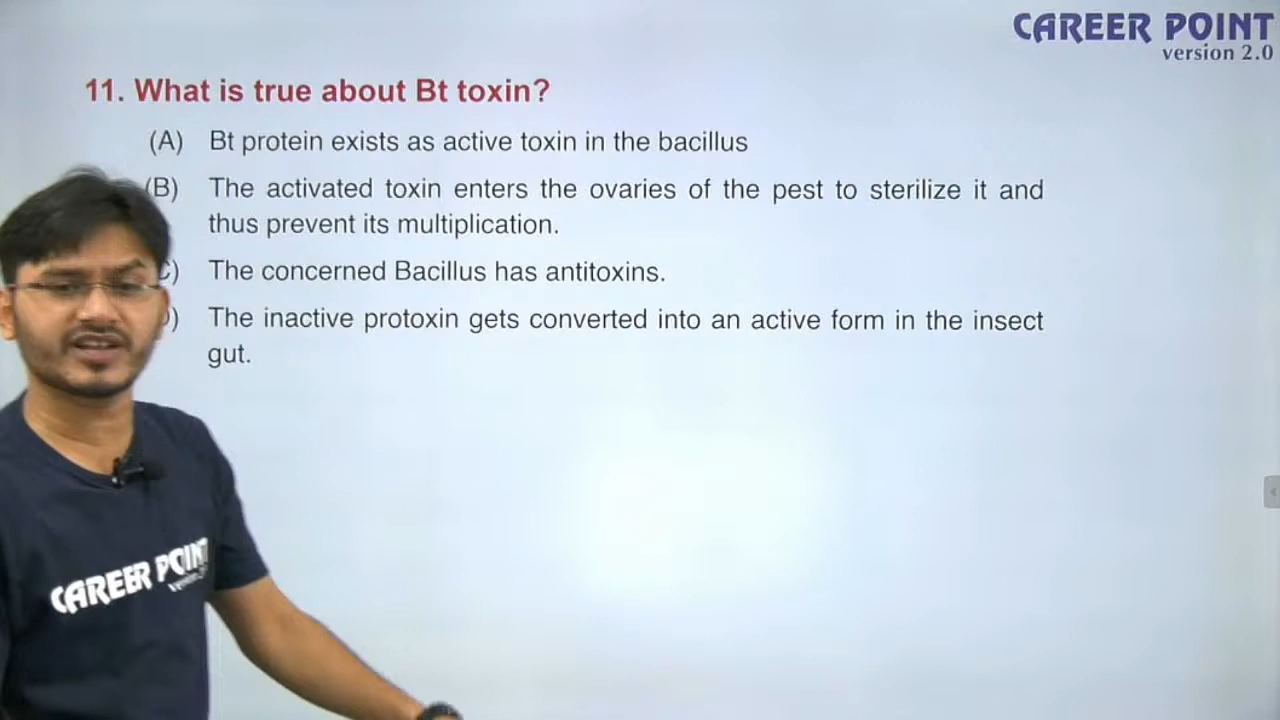 CAREER POINT
version 2.0
11. What is true about Bt toxin?
(A) Bt protein exists as active toxin in the bacillus
(B) The activated toxin enters the ovaries of the pest to sterilize it and
thus prevent its multiplication.
C) The concerned Bacillus has antitoxins.
) The inactive protoxin gets converted into an active form in the insect
gut.
CAREER POINT